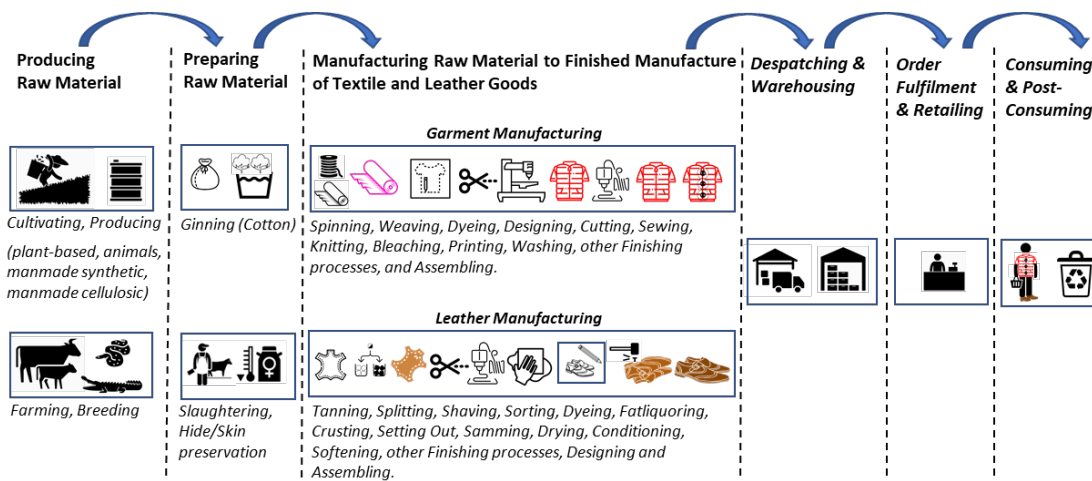 Producing
Raw Material
Preparing
Raw Material
Manufacturing Raw Material to Finished Manufacture
of Textile and Leather Goods
Despatching &
Warehousing
Order
Fulfilment
& Retailing
Consuming
& Post-
Consuming
Garment Manufacturing
Cultivating, Producing
(plant-based, animals,
manmade synthetic,
manmade cellulosic)
Ginning (Cotton)
Spinning, Weaving, Dyeing, Designing, Cutting, Sewing,
Knitting, Bleaching, Printing, Washing, other Finishing
processes, and Assembling.
Leather Manufacturing
Farming, Breeding
Slaughtering,
Hide/Skin
preservation
Tanning, Splitting, Shaving, Sorting, Dyeing, Fatliquoring,
Crusting, Setting Out, Samming, Drying, Conditioning,
Softening, other Finishing processes, Designing and
Assembling.